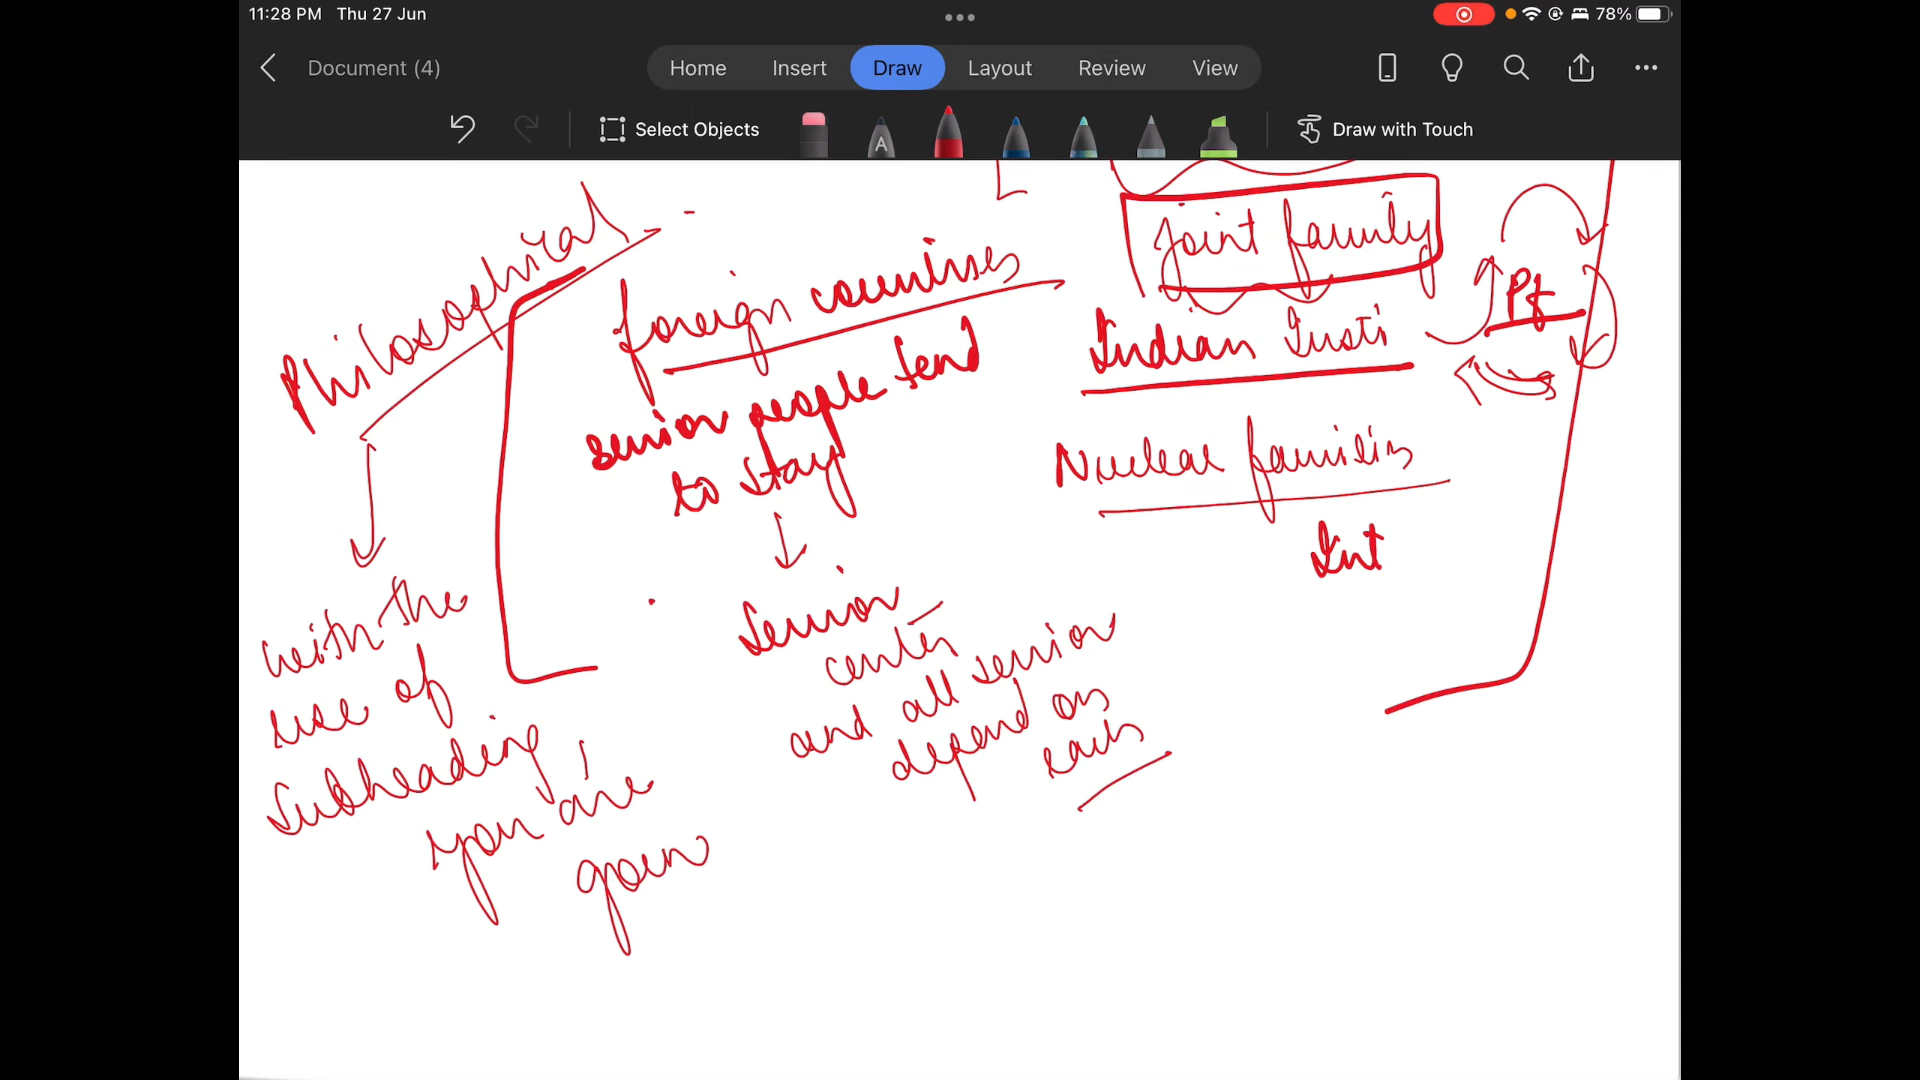 11:28 PM Thu 27 Jun
78%
Document (4)
Home Insert Draw Layout Review View
Select Objects
A
Draw with Touch
Philosophical
with the
use of
Subheading
you are
goin
foreign countries
senior people tend
to stay
Senior
center
and all senior
depend on
each
Joint family
Indian Insti
Nuclear families
Int